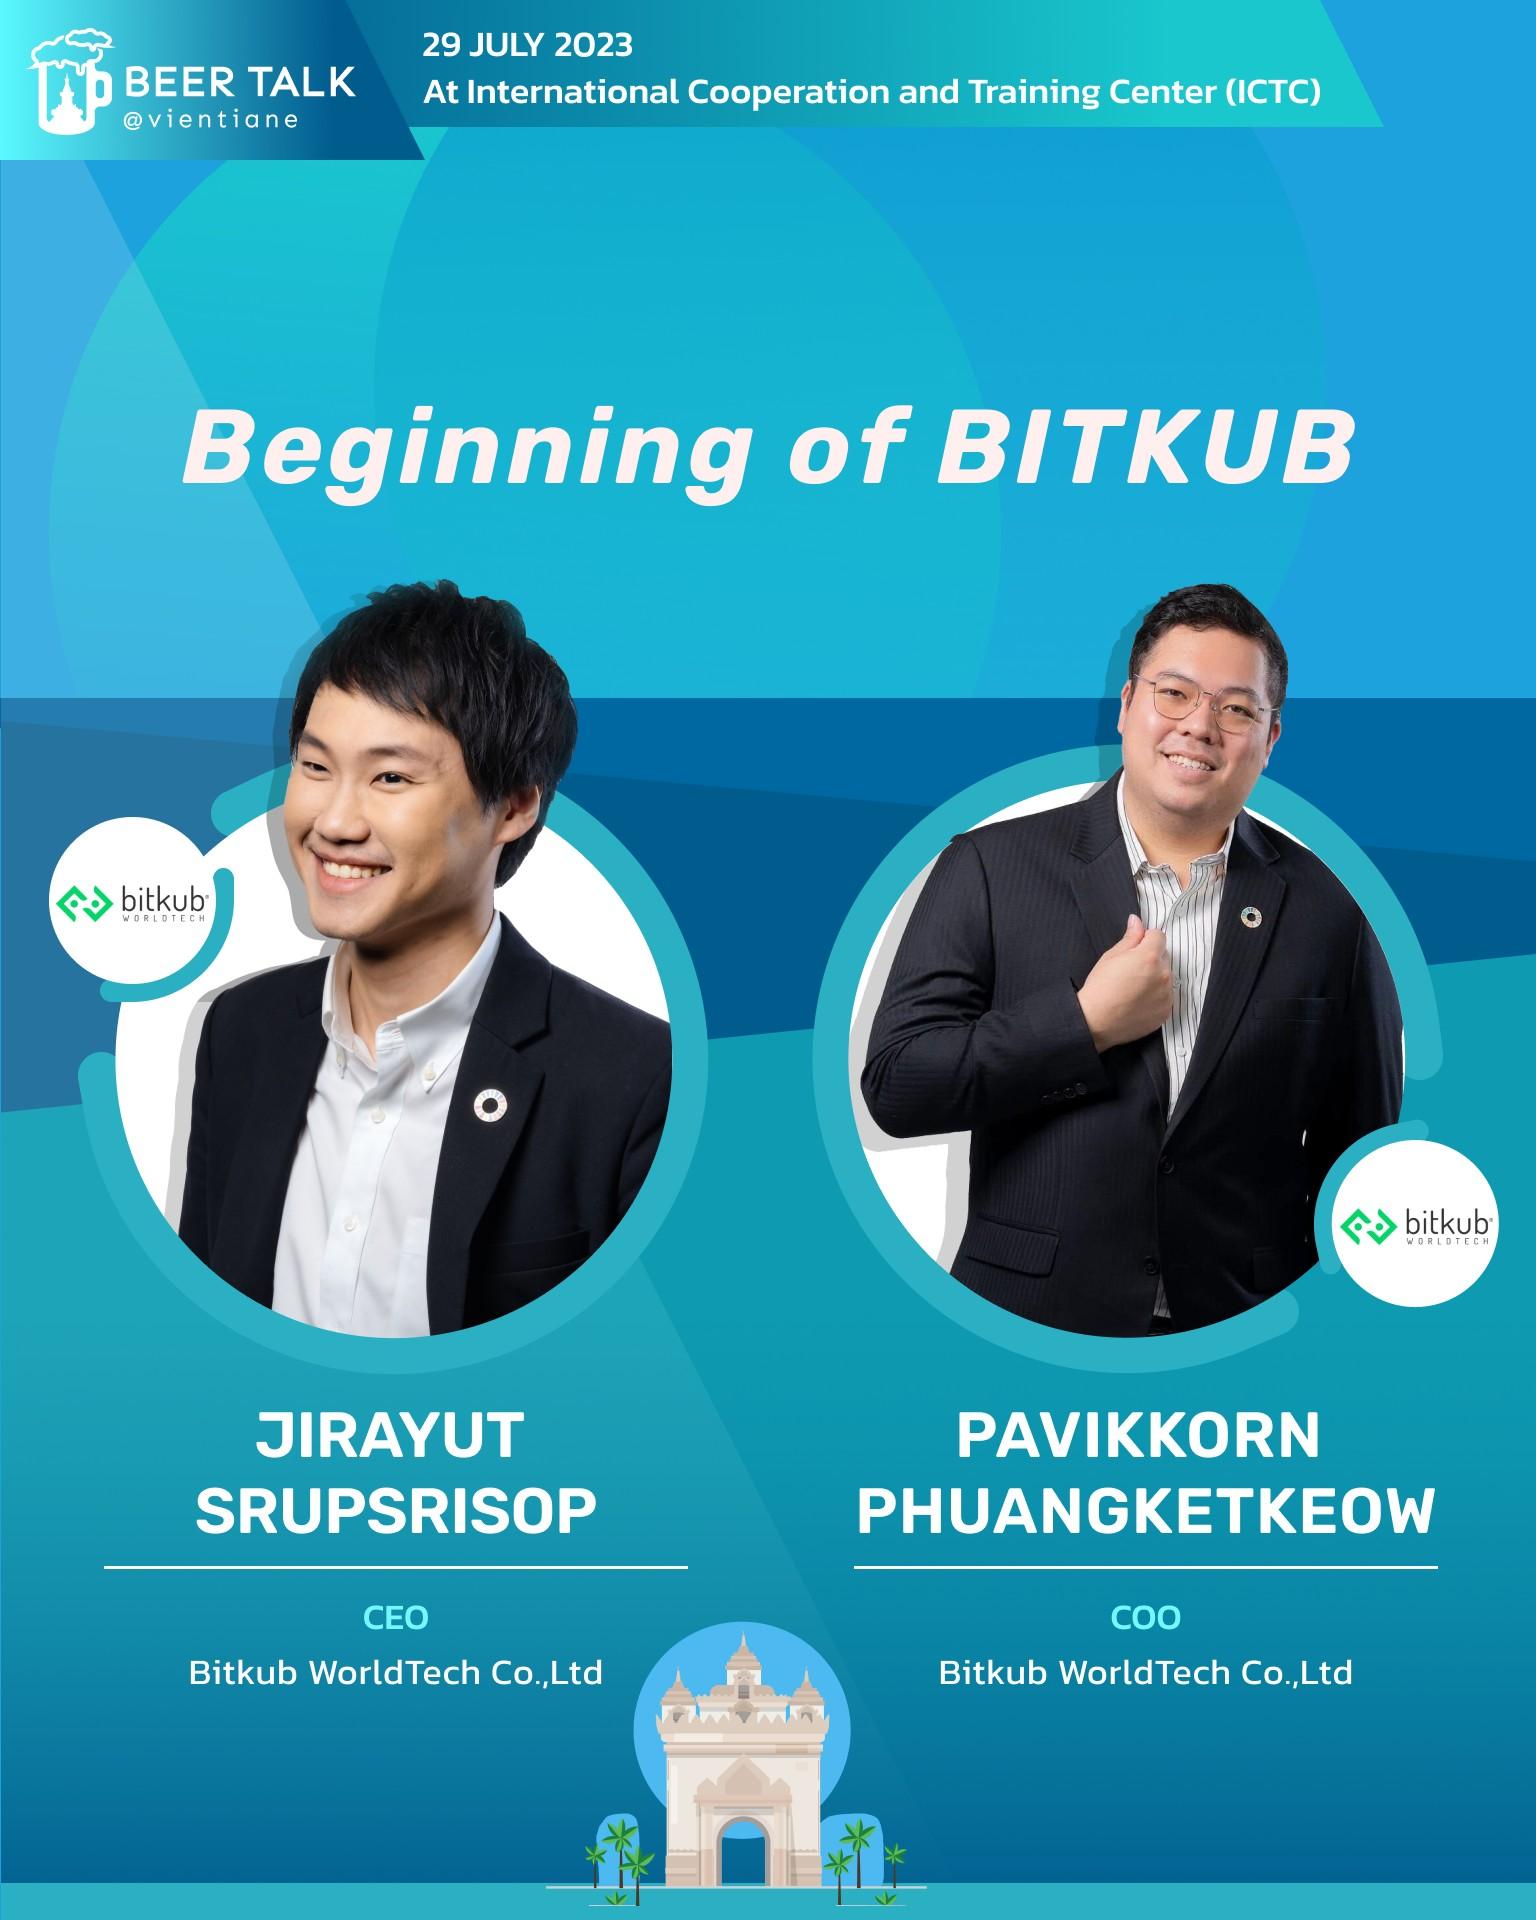 BEER TALK
@vientiane
29 JULY 2023
At International Cooperation and Training Center (ICTC)
Beginning of BITKUB
bitkub®
WORLDTECH
bitkub®
WORLDTECH
JIRAYUT
SRUPSRISOP
CEO
Bitkub WorldTech Co.,Ltd
PAVIKKORN
PHUANGKETKEOW
COO
Bitkub WorldTech Co.,Ltd